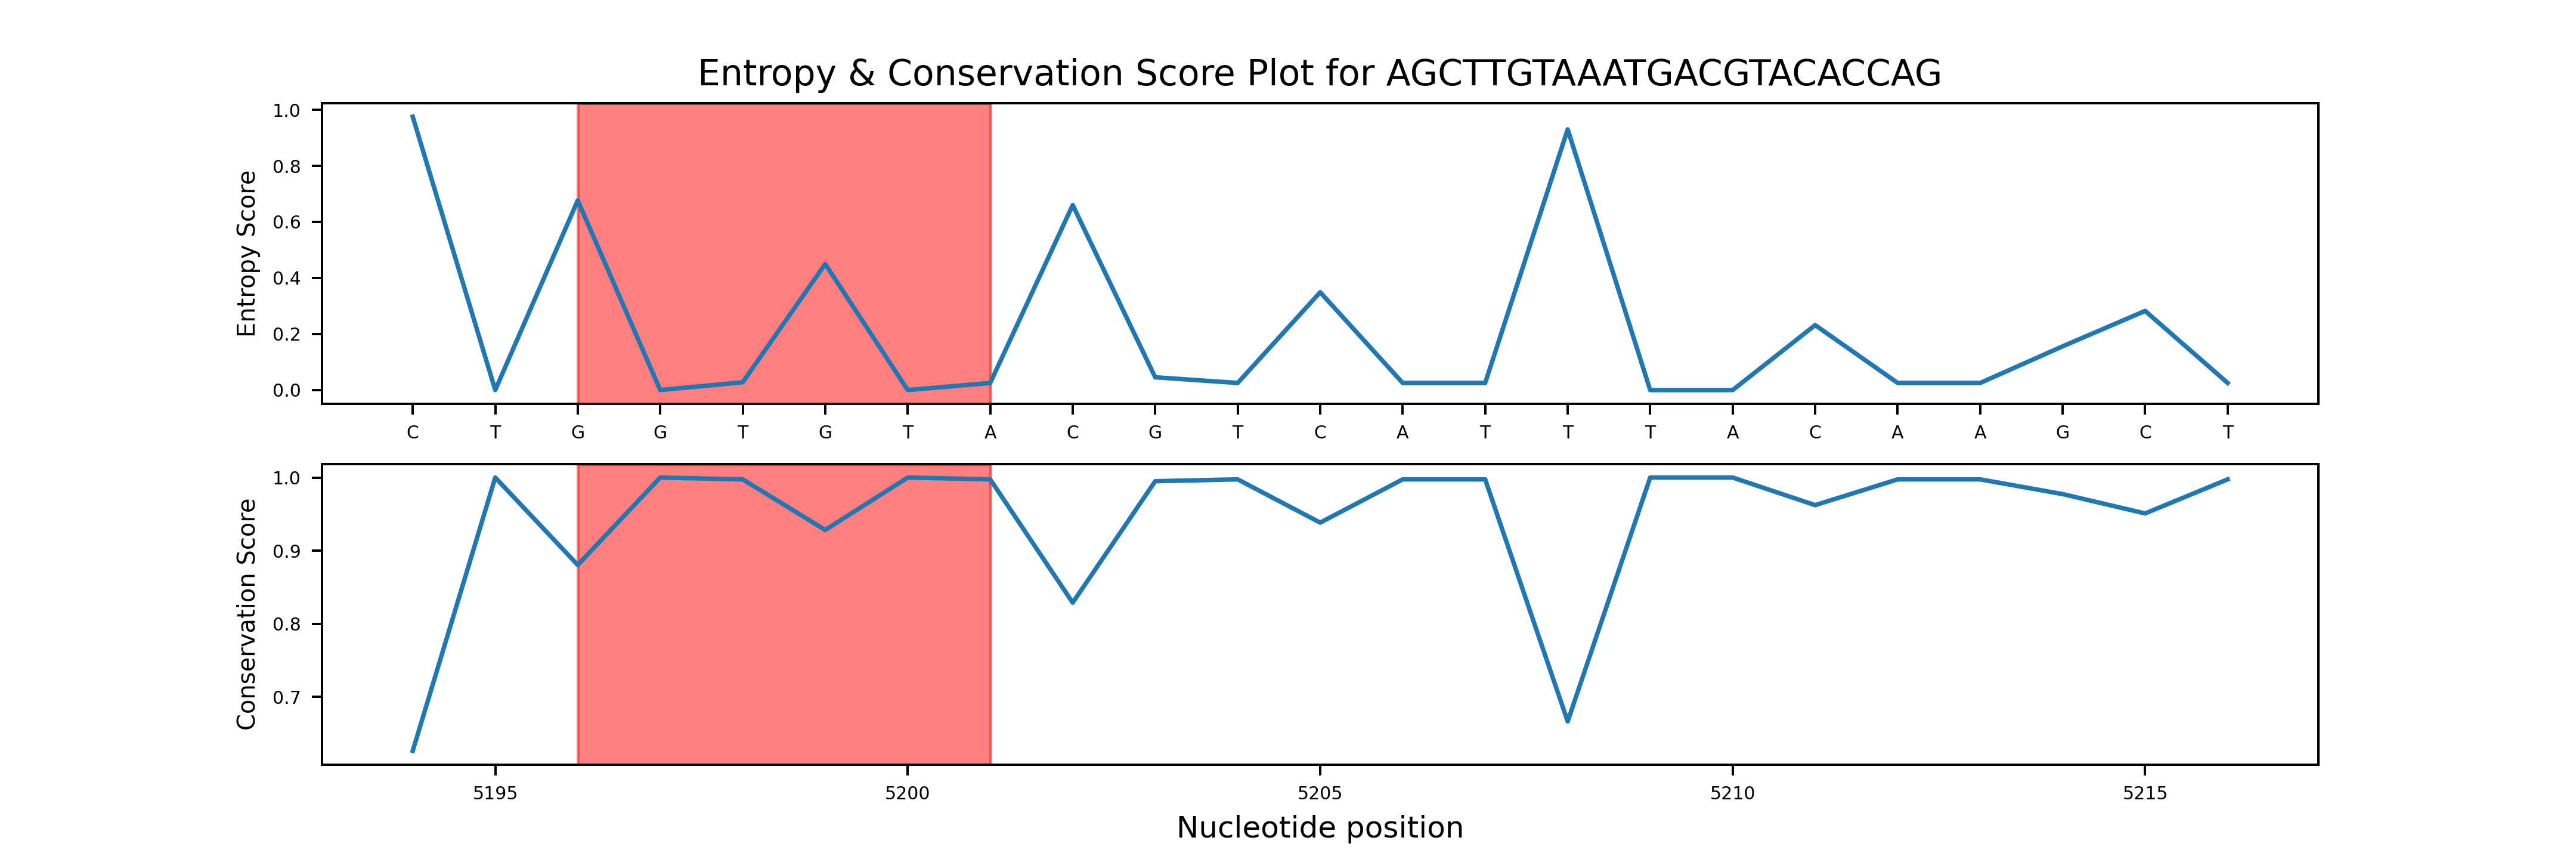 Entropy & Conservation Score Plot for AGCTTGTAAATGACGTACACCAG
Entropy Score
1.0
0.8
0.6
0.4
0.2
0.0
C T G G T G T A C G T C A T T T A C A A G C T
Conservation Score
1.0
0.9
0.8
0.7
5195 5200 5205 5210 5215
Nucleotide position